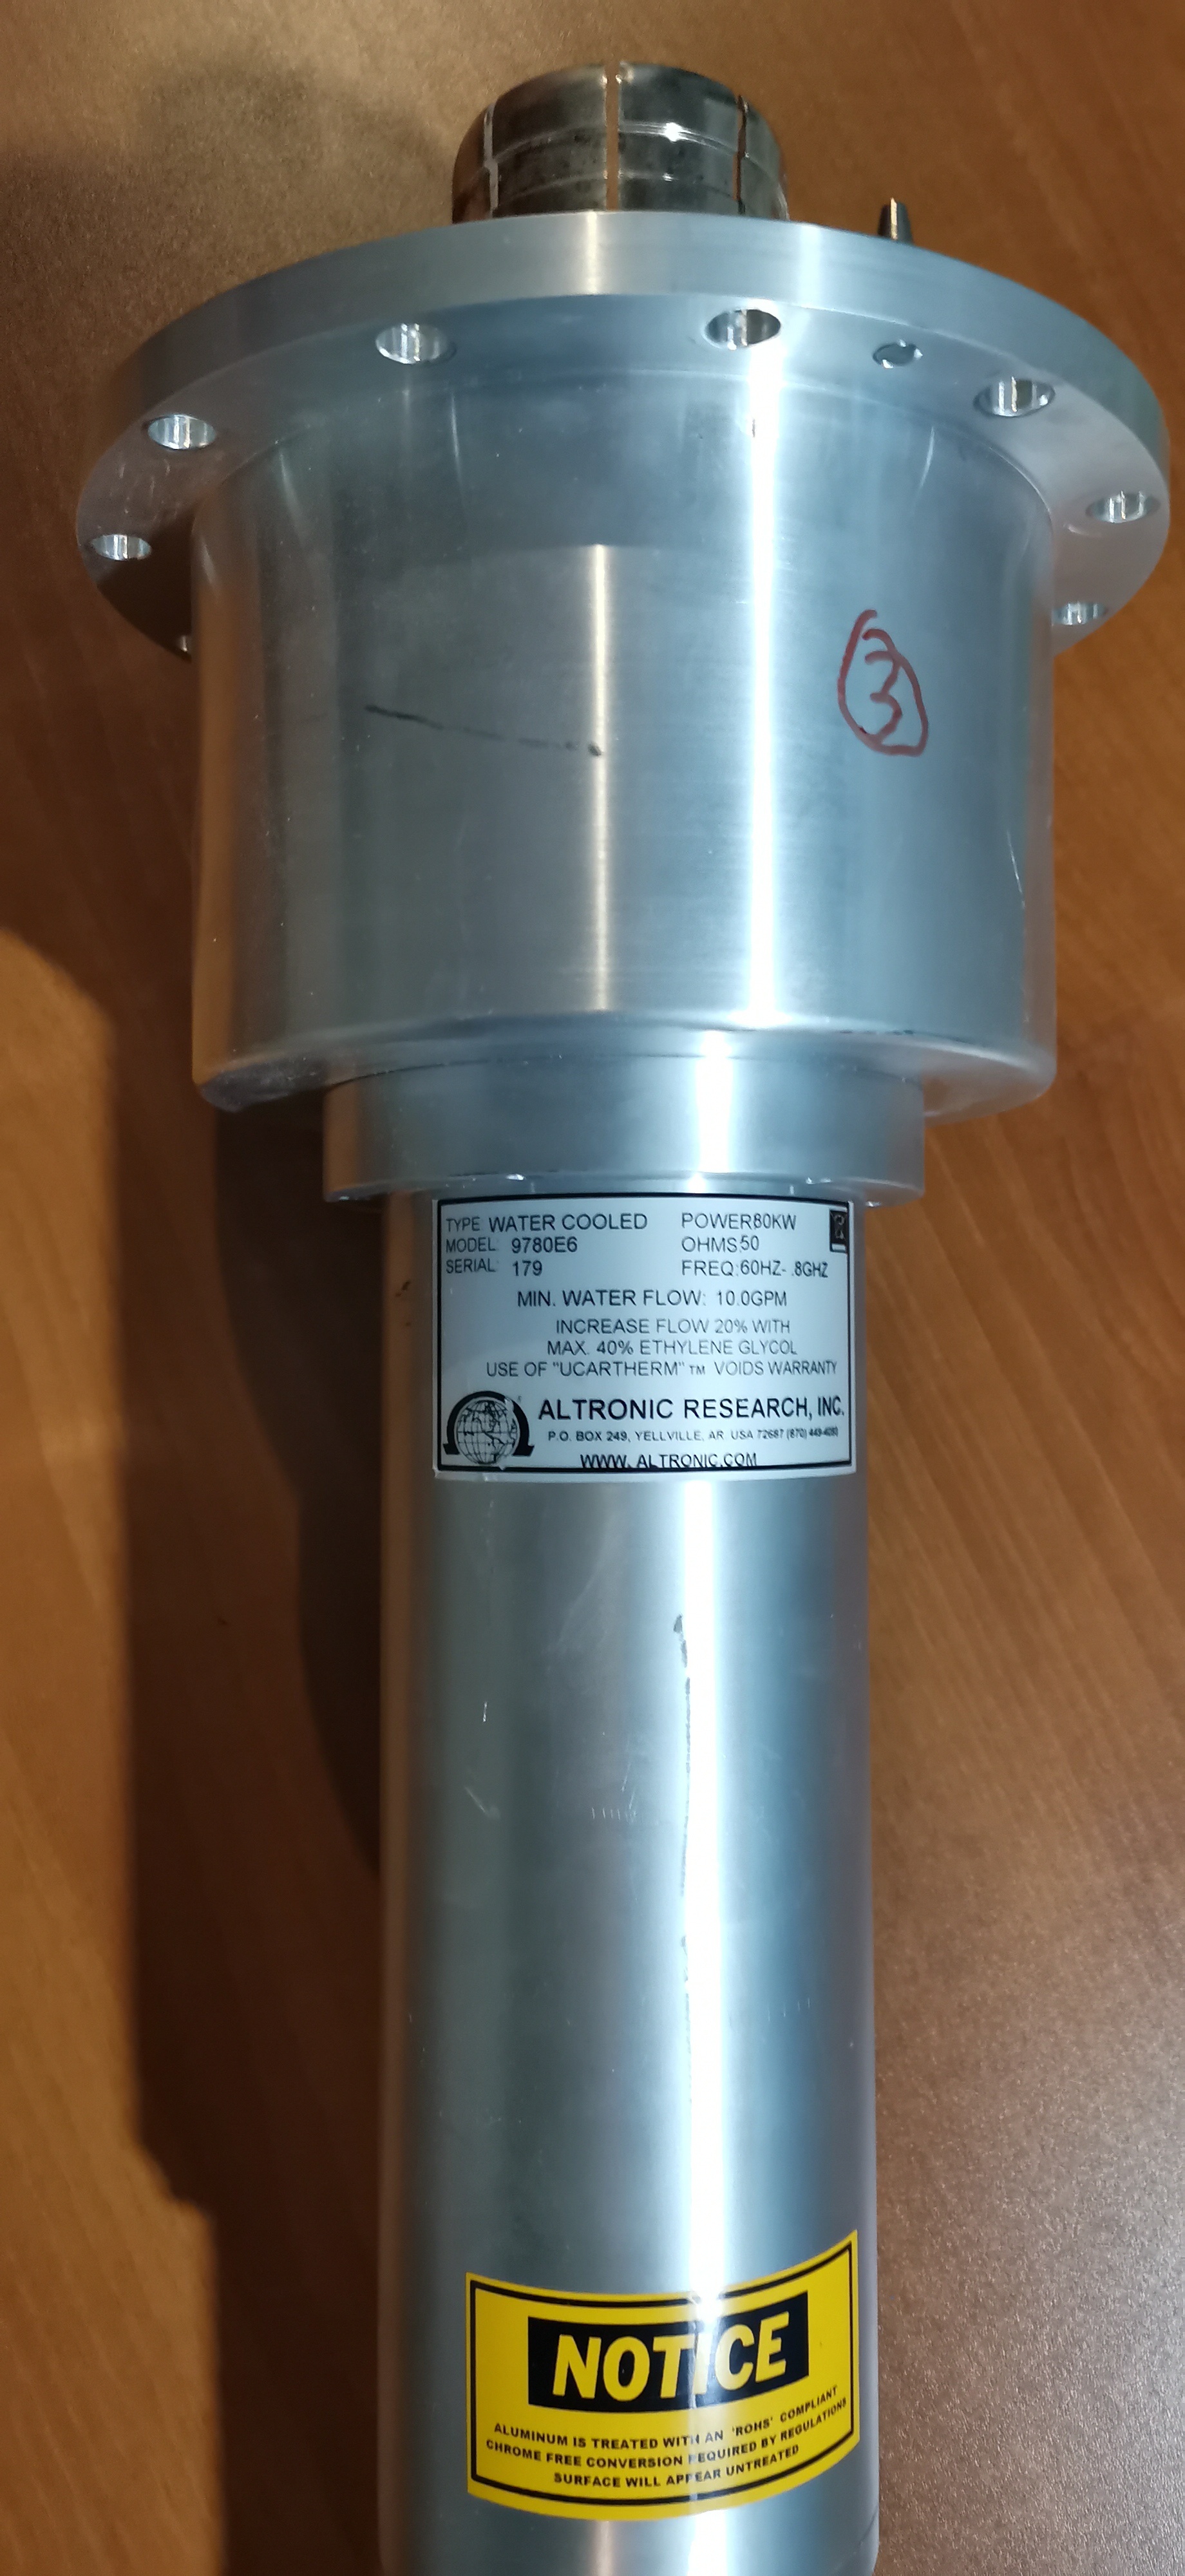 3
TYPE WATER COOLED POWER80KW
MODEL: 9780E6 OHMS50
SERIAL: 179 FREQ:60HZ- .8GHZ
MIN. WATER FLOW: 10.0GPM
INCREASE FLOW 20% WITH
MAX. 40% ETHYLENE GLYCOL
USE OF "UCARTHERM"™ VOIDS WARRANTY
ALTRONIC RESEARCH, INC.
P.O. BOX 249, YELLVILLE, AR USA 72687 (870) 449-4093
WWW.ALTRONIC.COM
NOTICE
ALUMINUM IS TREATED WITH AN 'ROHS' COMPLIANT
CHROME FREE CONVERSION REQUIRED BY REGULATIONS
SURFACE WILL APPEAR UNTREATED